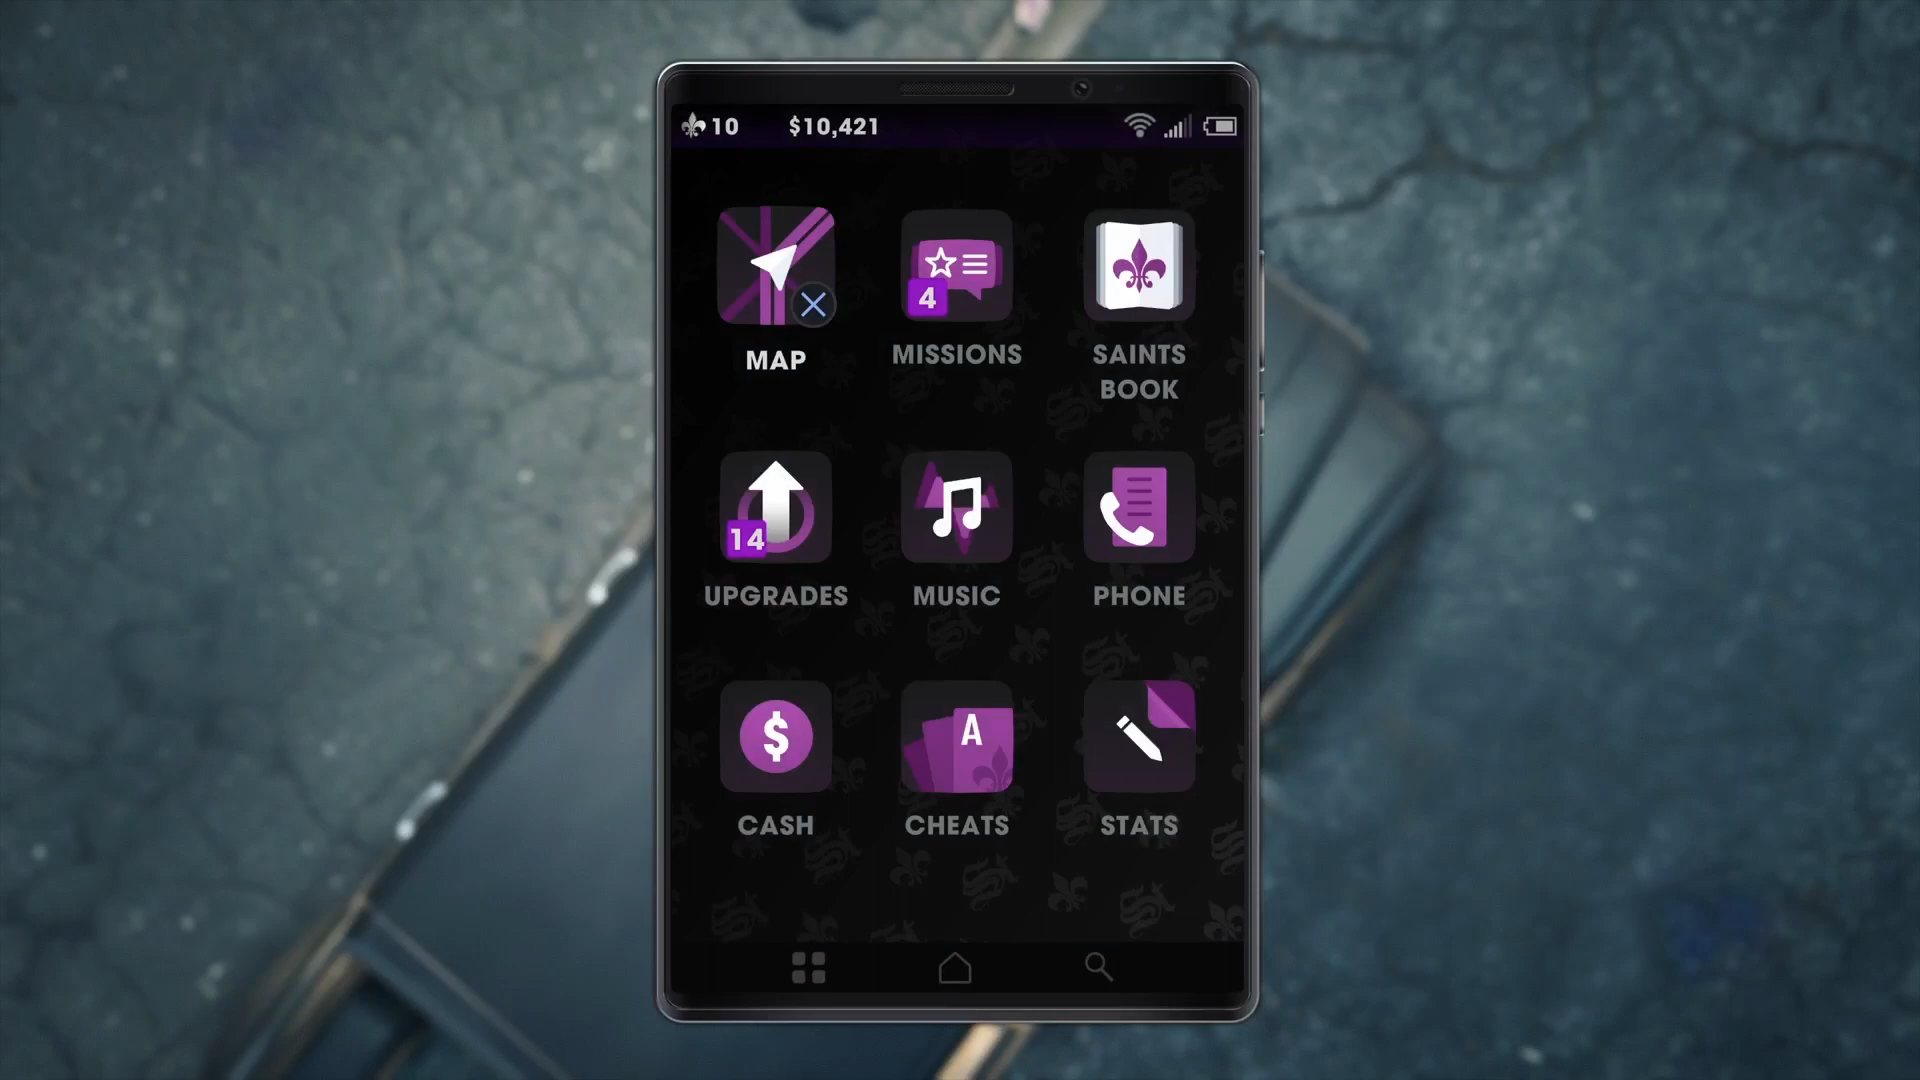 10 $10,421
4
MAP MISSIONS SAINTS
BOOK
14
UPGRADES MUSIC PHONE
$ A
CASH CHEATS STATS